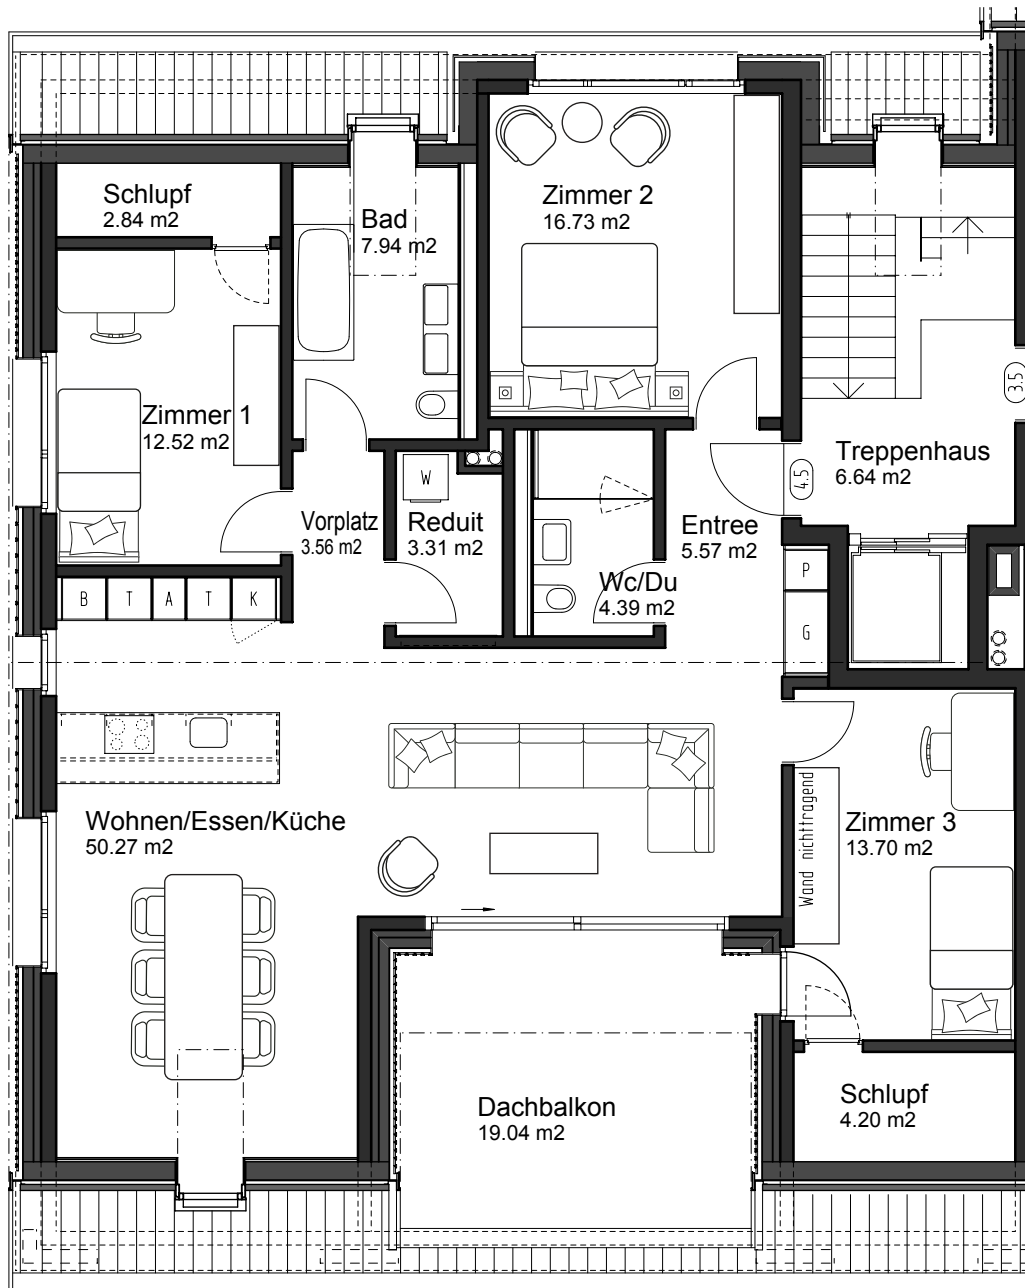 Schlupf
2.84 m2
Bad
7.94 m2
Zimmer 2
16.73 m2
3.5
Zimmer 1
12.52 m2
Treppenhaus
6.64 m2
4.5
W
Vorplatz
3.56 m2
Reduit
3.31 m2
Entree
5.57 m2
Wc/Du
4.39 m2
P
G
B T A T K
Wohnen/Essen/Küche
50.27 m2
Wand nichttragend
Zimmer 3
13.70 m2
Dachbalkon
19.04 m2
Schlupf
4.20 m2